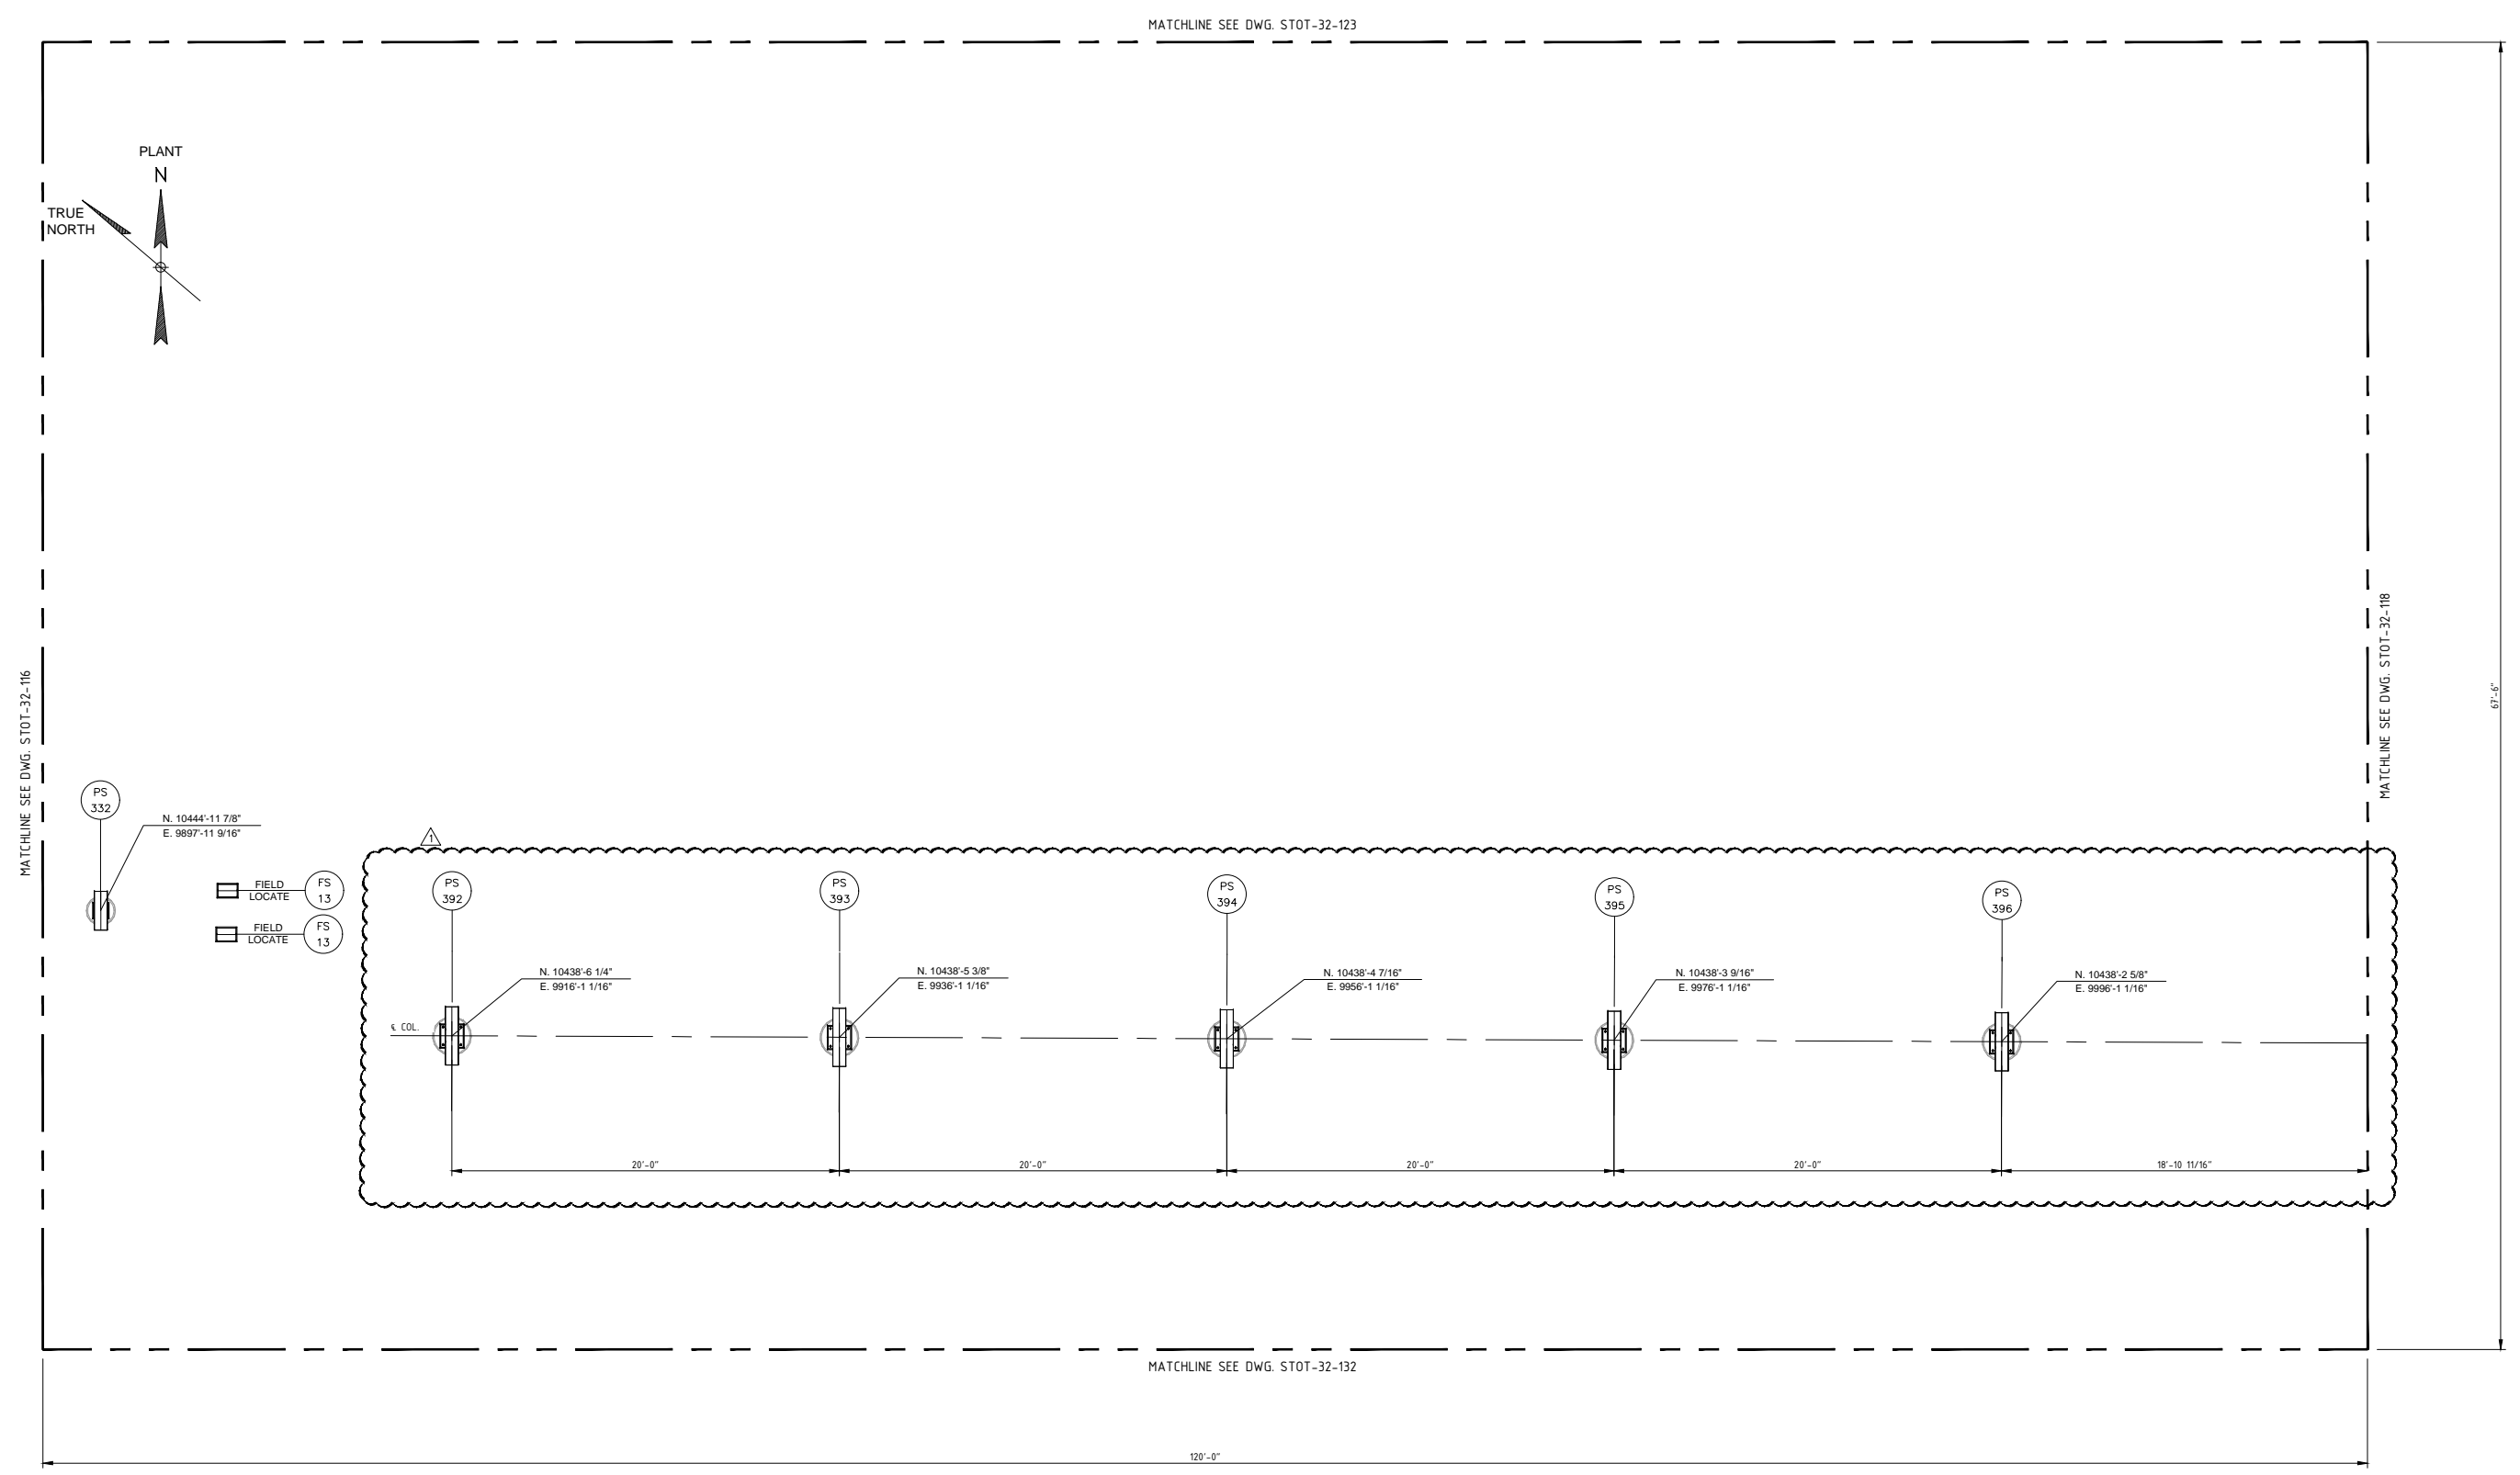 MATCHLINE SEE DWG. STOT-32-123
PLANT
N
TRUE
NORTH
MATCHLINE SEE DWG. STOT-32-116
MATCHLINE SEE DWG. STOT-32-118
67'-6"
PS
332
N. 10444'-11 7/8"
E. 9897'-11 9/16"
FIELD
LOCATE
FS
13
FIELD
LOCATE
FS
13
1
PS
392
PS
393
PS
394
PS
395
PS
396
N. 10438'-6 1/4"
E. 9916'-1 1/16"
N. 10438'-5 3/8"
E. 9936'-1 1/16"
N. 10438'-4 7/16"
E. 9956'-1 1/16"
N. 10438'-3 9/16"
E. 9976'-1 1/16"
N. 10438'-2 5/8"
E. 9996'-1 1/16"
℄ COL.
20'-0"
20'-0"
20'-0"
20'-0"
18'-10 11/16"
MATCHLINE SEE DWG. STOT-32-132
120'-0"